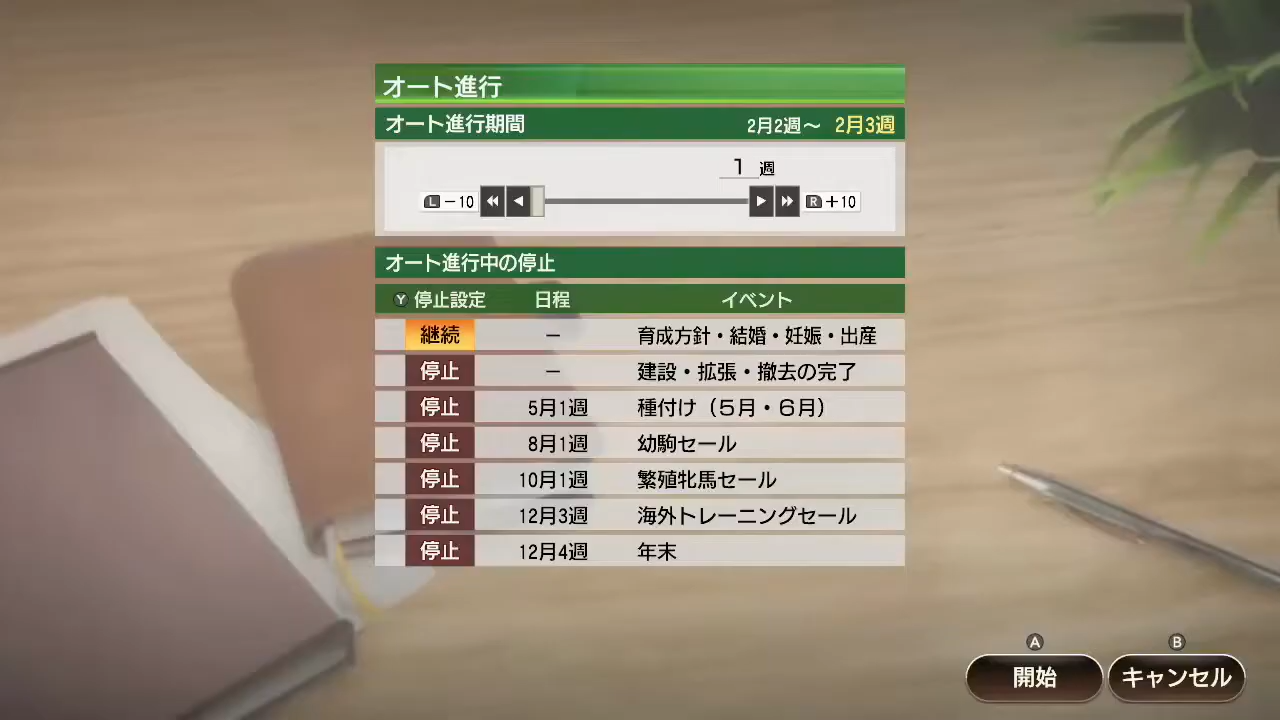 オート進行
オート進行期間 2月2週～ 2月3週
1 週
L －10 R ＋10
オート進行中の停止
Y 停止設定 日程 イベント
継続 － 育成方針・結婚・妊娠・出産
停止 － 建設・拡張・撤去の完了
停止 5月1週 種付け（5月・6月）
停止 8月1週 幼駒セール
停止 10月1週 繁殖牝馬セール
停止 12月3週 海外トレーニングセール
停止 12月4週 年末
A B
開始 キャンセル